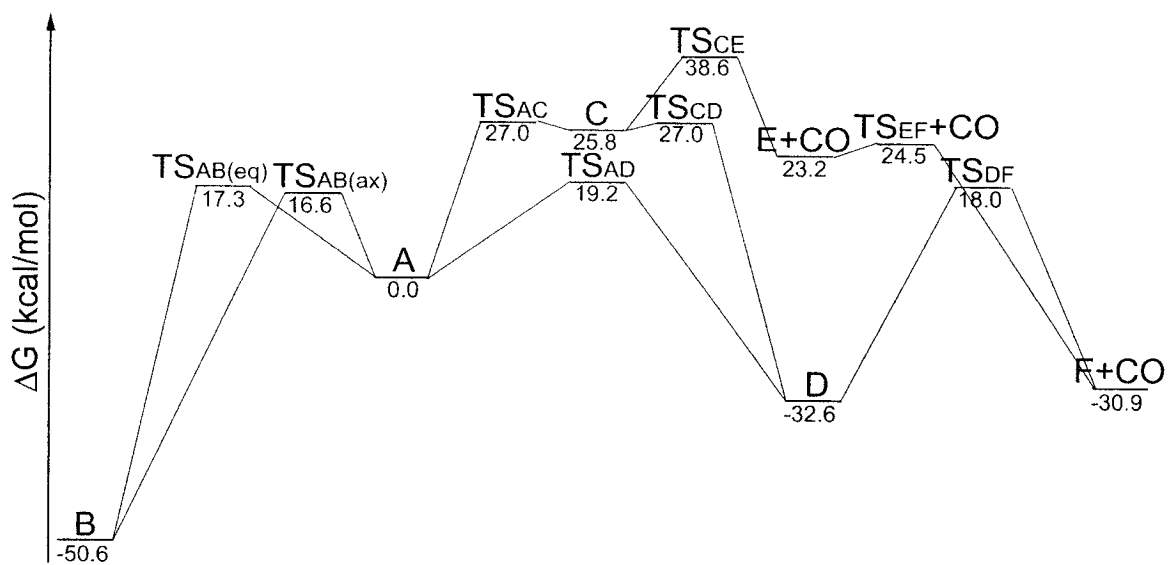 ΔG (kcal/mol)
TSCE
38.6
TSAC
27.0
C
25.8
TSCD
27.0
E+CO
23.2
TSEF+CO
24.5
TSAB(eq)
17.3
TSAB(ax)
16.6
TSAD
19.2
TSDF
18.0
A
0.0
D
-32.6
F+CO
-30.9
B
-50.6